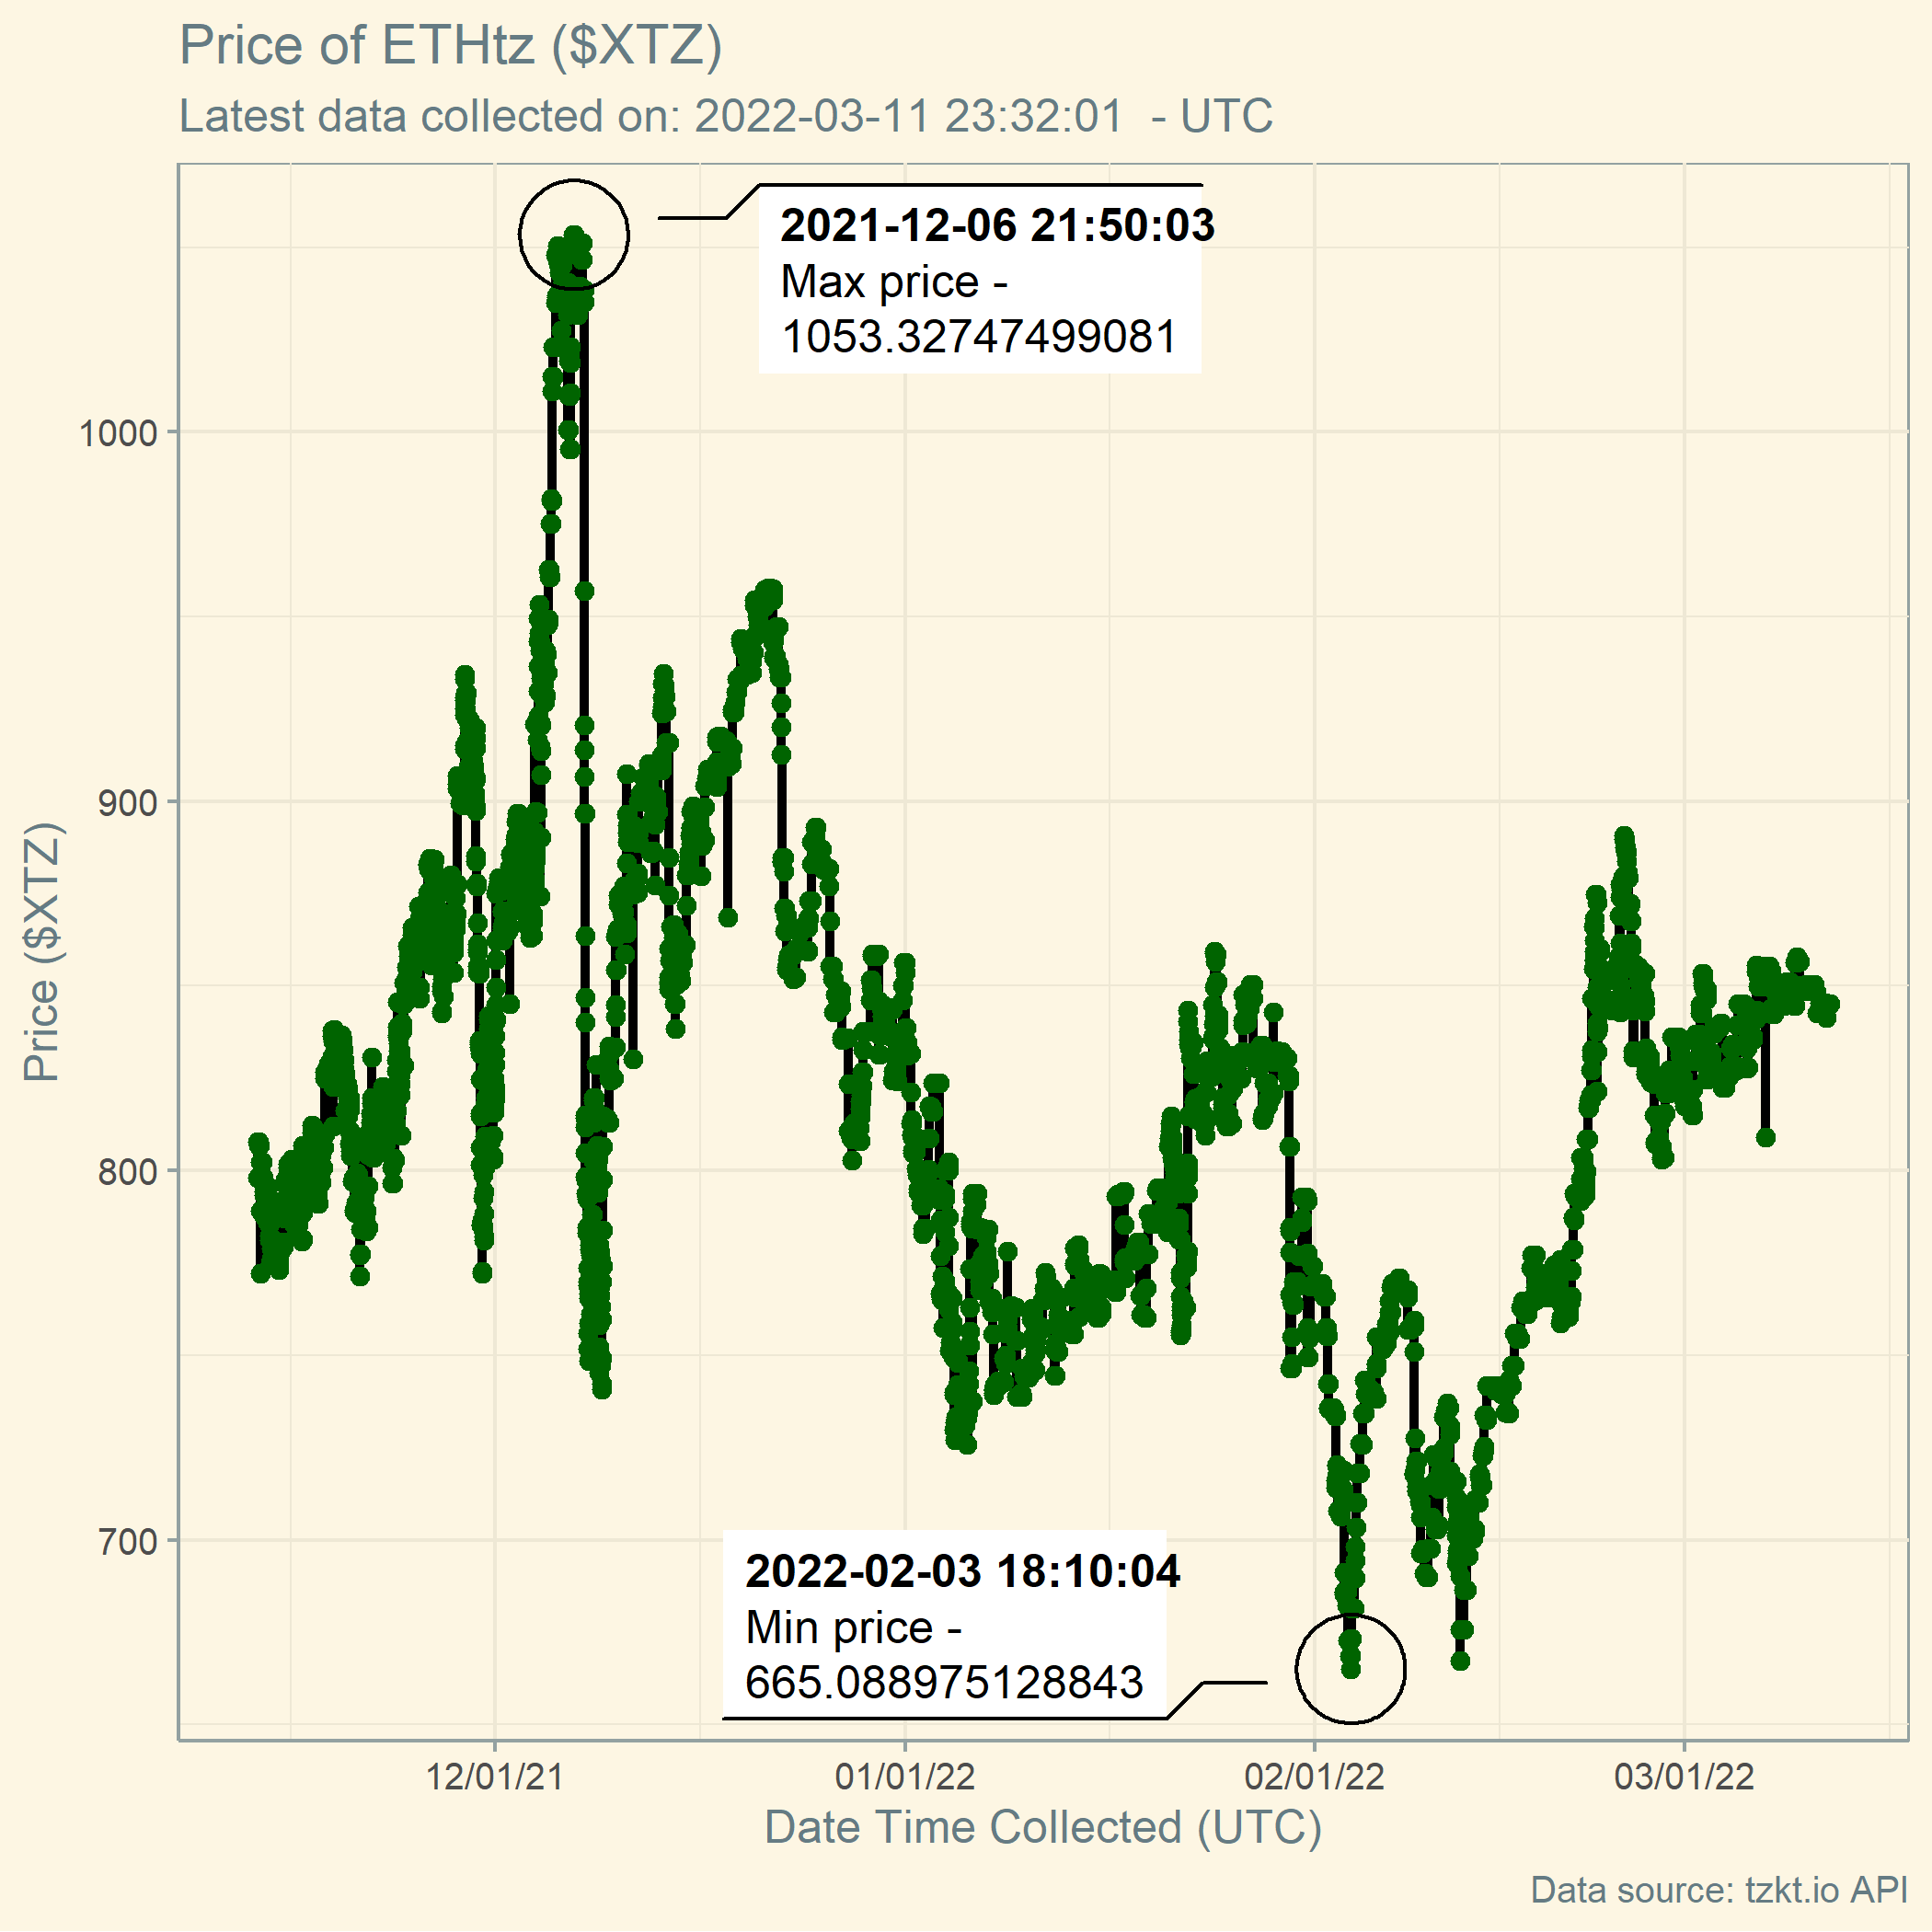 Price of ETHtz ($XTZ)
Latest data collected on: 2022-03-11 23:32:01 - UTC
2021-12-06 21:50:03
Max price -
1053.32747499081
1000
900
800
700
Price ($XTZ)
2022-02-03 18:10:04
Min price -
665.088975128843
12/01/21
01/01/22
02/01/22
03/01/22
Date Time Collected (UTC)
Data source: tzkt.io API